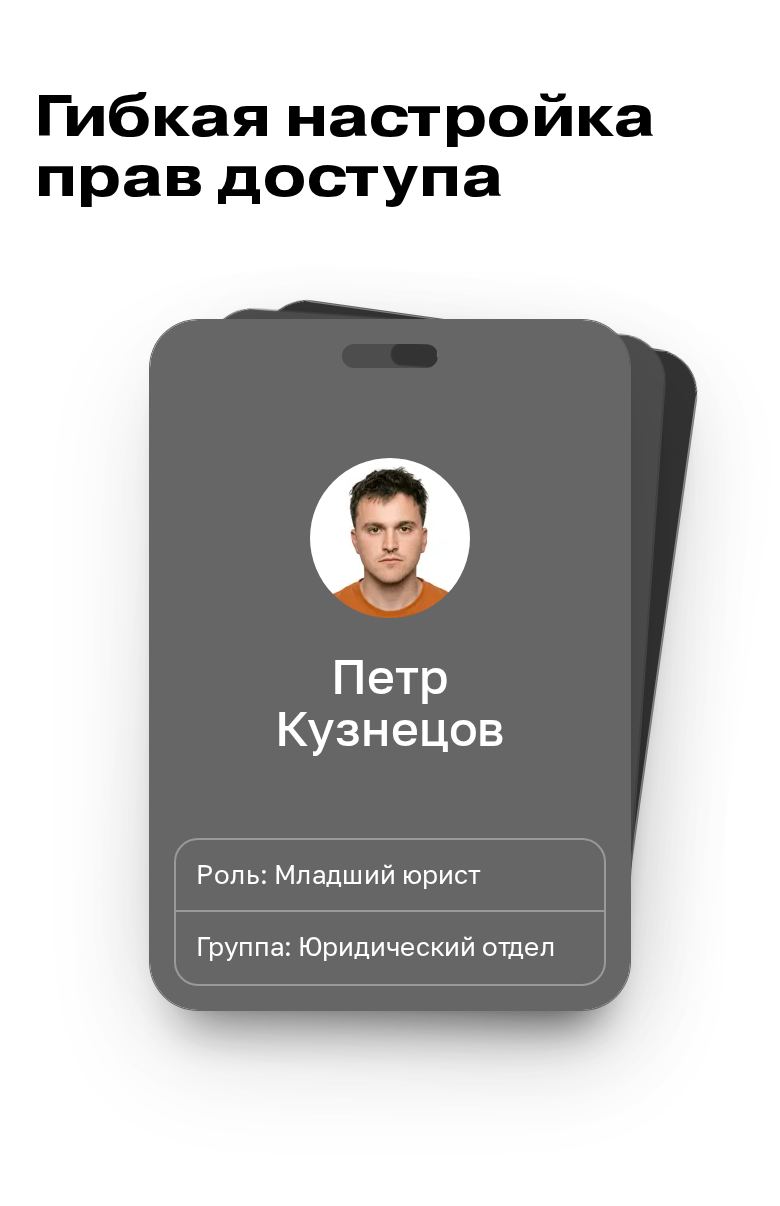 Гибкая настройка
прав доступа
Петр
Кузнецов
Роль: Младший юрист
Группа: Юридический отдел